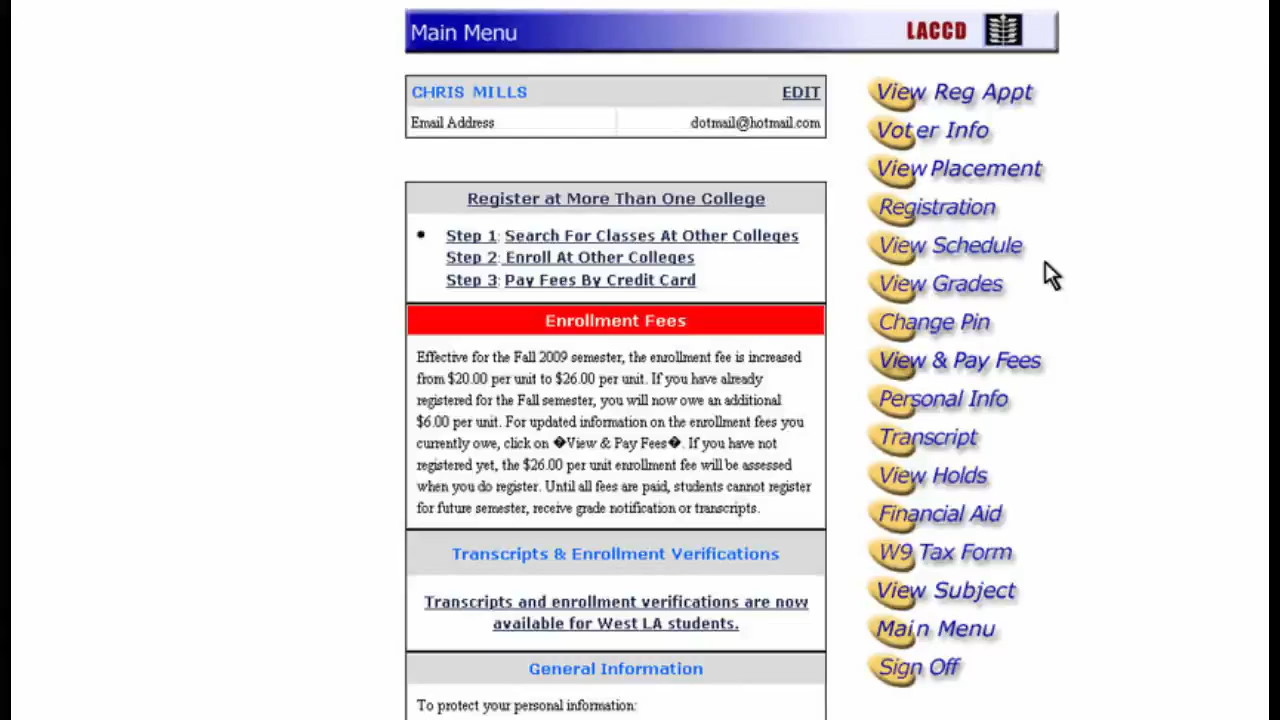 Main Menu
LACCD
CHRIS MILLS EDIT
Email Address dotmail@hotmail.com
Register at More Than One College
• Step 1: Search For Classes At Other Colleges
Step 2: Enroll At Other Colleges
Step 3: Pay Fees By Credit Card
Enrollment Fees
Effective for the Fall 2009 semester, the enrollment fee is increased
from $20.00 per unit to $26.00 per unit. If you have already
registered for the Fall semester, you will now owe an additional
$6.00 per unit. For updated information on the enrollment fees you
currently owe, click on �View & Pay Fees�. If you have not
registered yet, the $26.00 per unit enrollment fee will be assessed
when you do register. Until all fees are paid, students cannot register
for future semester, receive grade notification or transcripts.
Transcripts & Enrollment Verifications
Transcripts and enrollment verifications are now
available for West LA students.
General Information
To protect your personal information:
View Reg Appt
Voter Info
View Placement
Registration
View Schedule
View Grades
Change Pin
View & Pay Fees
Personal Info
Transcript
View Holds
Financial Aid
W9 Tax Form
View Subject
Main Menu
Sign Off